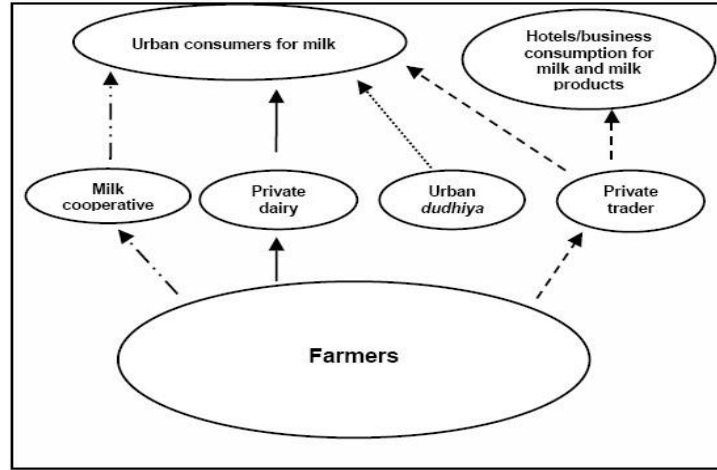 Urban consumers for milk
Hotels/business
consumption for
milk and milk
products
Milk
cooperative
Private
dairy
Urban
dudhiya
Private
trader
Farmers